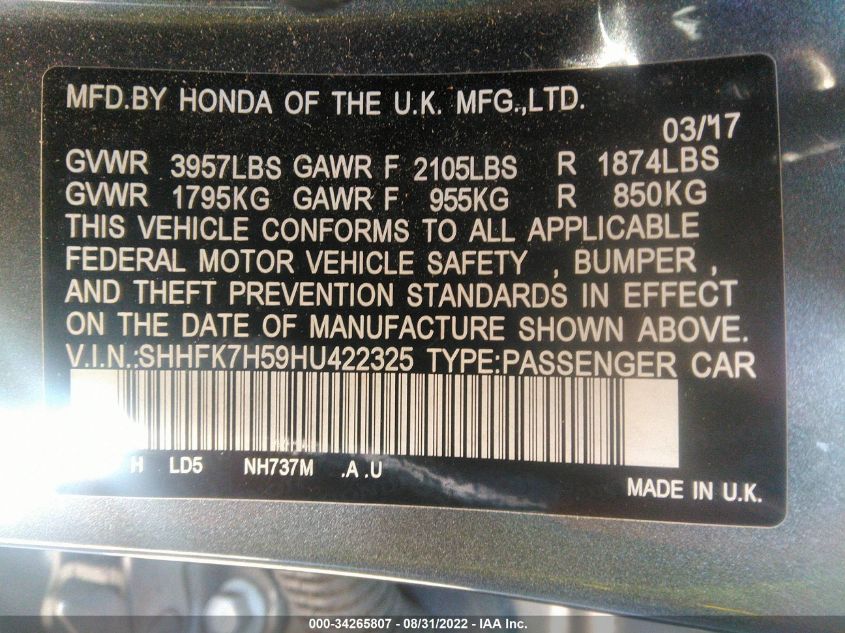 MFD.BY HONDA OF THE U.K. MFG.,LTD.
03/'17
GVWR 3957LBS GAWR F 2105LBS R 1874LBS
GVWR 1795KG GAWR F 955KG R 850KG
THIS VEHICLE CONFORMS TO ALL APPLICABLE
FEDERAL MOTOR VEHICLE SAFETY , BUMPER ,
AND THEFT PREVENTION STANDARDS IN EFFECT
ON THE DATE OF MANUFACTURE SHOWN ABOVE.
V.I.N.:SHHFK7H59HU422325 TYPE:PASSENGER CAR
H LD5 NH737M .A .U
MADE IN U.K.
000-34265807 - 08/31/2022 - IAA Inc.